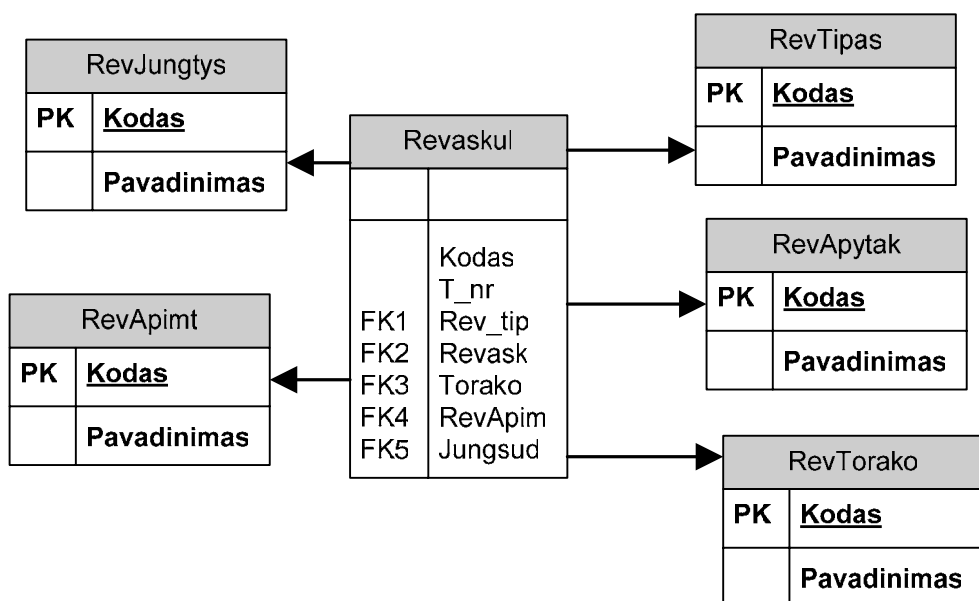 RevJungtys
PK Kodas
Pavadinimas
RevApimt
PK Kodas
Pavadinimas
Revaskul
Kodas
T_nr
FK1 Rev_tip
FK2 Revask
FK3 Torako
FK4 RevApim
FK5 Jungsud
RevTipas
PK Kodas
Pavadinimas
RevApytak
PK Kodas
Pavadinimas
RevTorako
PK Kodas
Pavadinimas